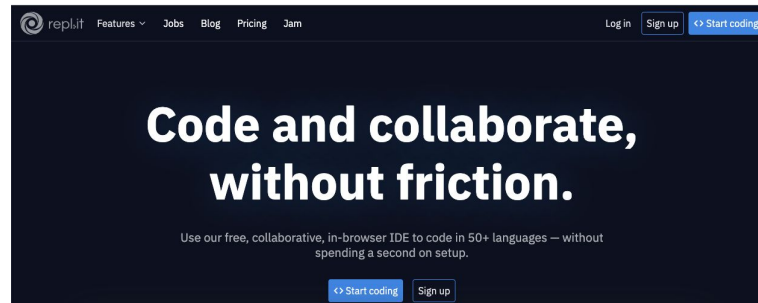 repl.it Features Jobs Blog Pricing Jam Log in Sign up <> Start coding
Code and collaborate,
without friction.
Use our free, collaborative, in-browser IDE to code in 50+ languages — without
spending a second on setup.
<> Start coding Sign up